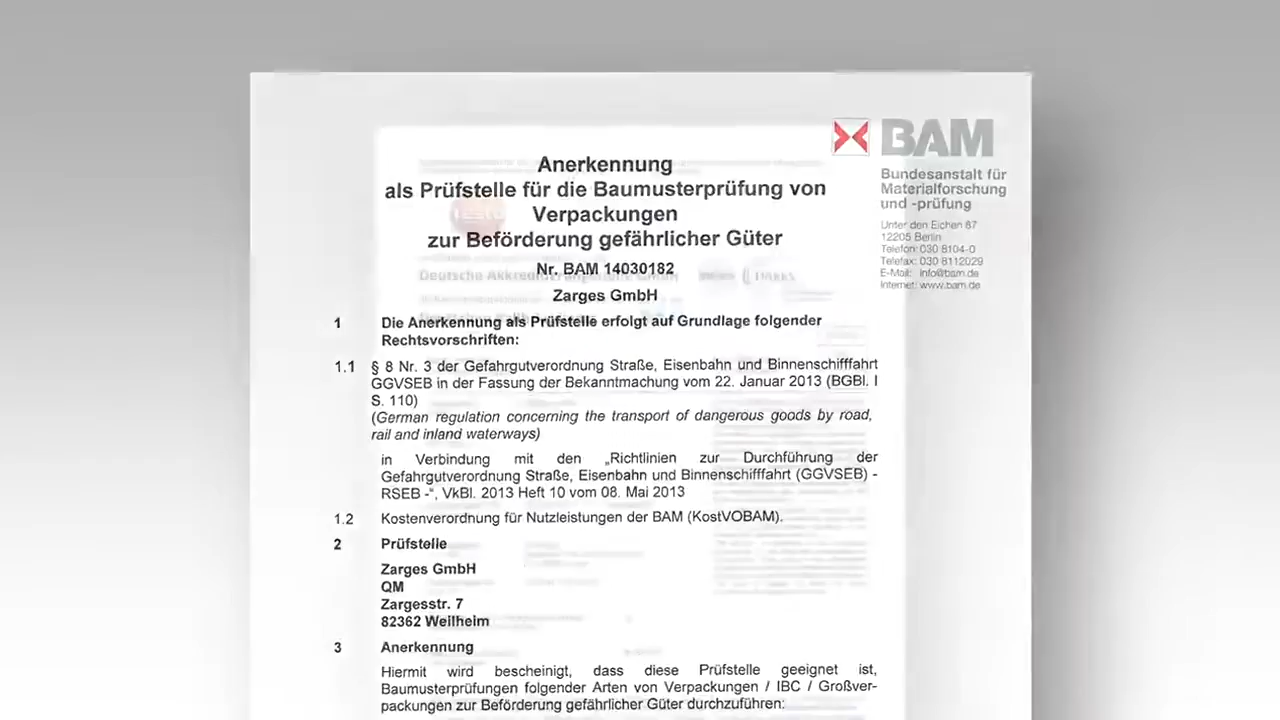 BAM
Bundesanstalt für
Materialforschung
und -prüfung
Unter den Eichen 87
12205 Berlin
Telefon: 030 8104-0
Telefax: 030 8112029
E-Mail: info@bam.de
Internet: www.bam.de
Anerkennung
als Prüfstelle für die Baumusterprüfung von
Verpackungen
zur Beförderung gefährlicher Güter
Nr. BAM 14030182
Zarges GmbH
1 Die Anerkennung als Prüfstelle erfolgt auf Grundlage folgender
Rechtsvorschriften:
1.1 § 8 Nr. 3 der Gefahrgutverordnung Straße, Eisenbahn und Binnenschifffahrt
GGVSEB in der Fassung der Bekanntmachung vom 22. Januar 2013 (BGBl. I
S. 110)
(German regulation concerning the transport of dangerous goods by road,
rail and inland waterways)
in Verbindung mit den „Richtlinien zur Durchführung der
Gefahrgutverordnung Straße, Eisenbahn und Binnenschifffahrt (GGVSEB) -
RSEB -“, VkBl. 2013 Heft 10 vom 08. Mai 2013
1.2 Kostenverordnung für Nutzleistungen der BAM (KostVOBAM).
2 Prüfstelle
Zarges GmbH
QM
Zargesstr. 7
82362 Weilheim
3 Anerkennung
Hiermit wird bescheinigt, dass diese Prüfstelle geeignet ist,
Baumusterprüfungen folgender Arten von Verpackungen / IBC / Großver-
packungen zur Beförderung gefährlicher Güter durchzuführen: